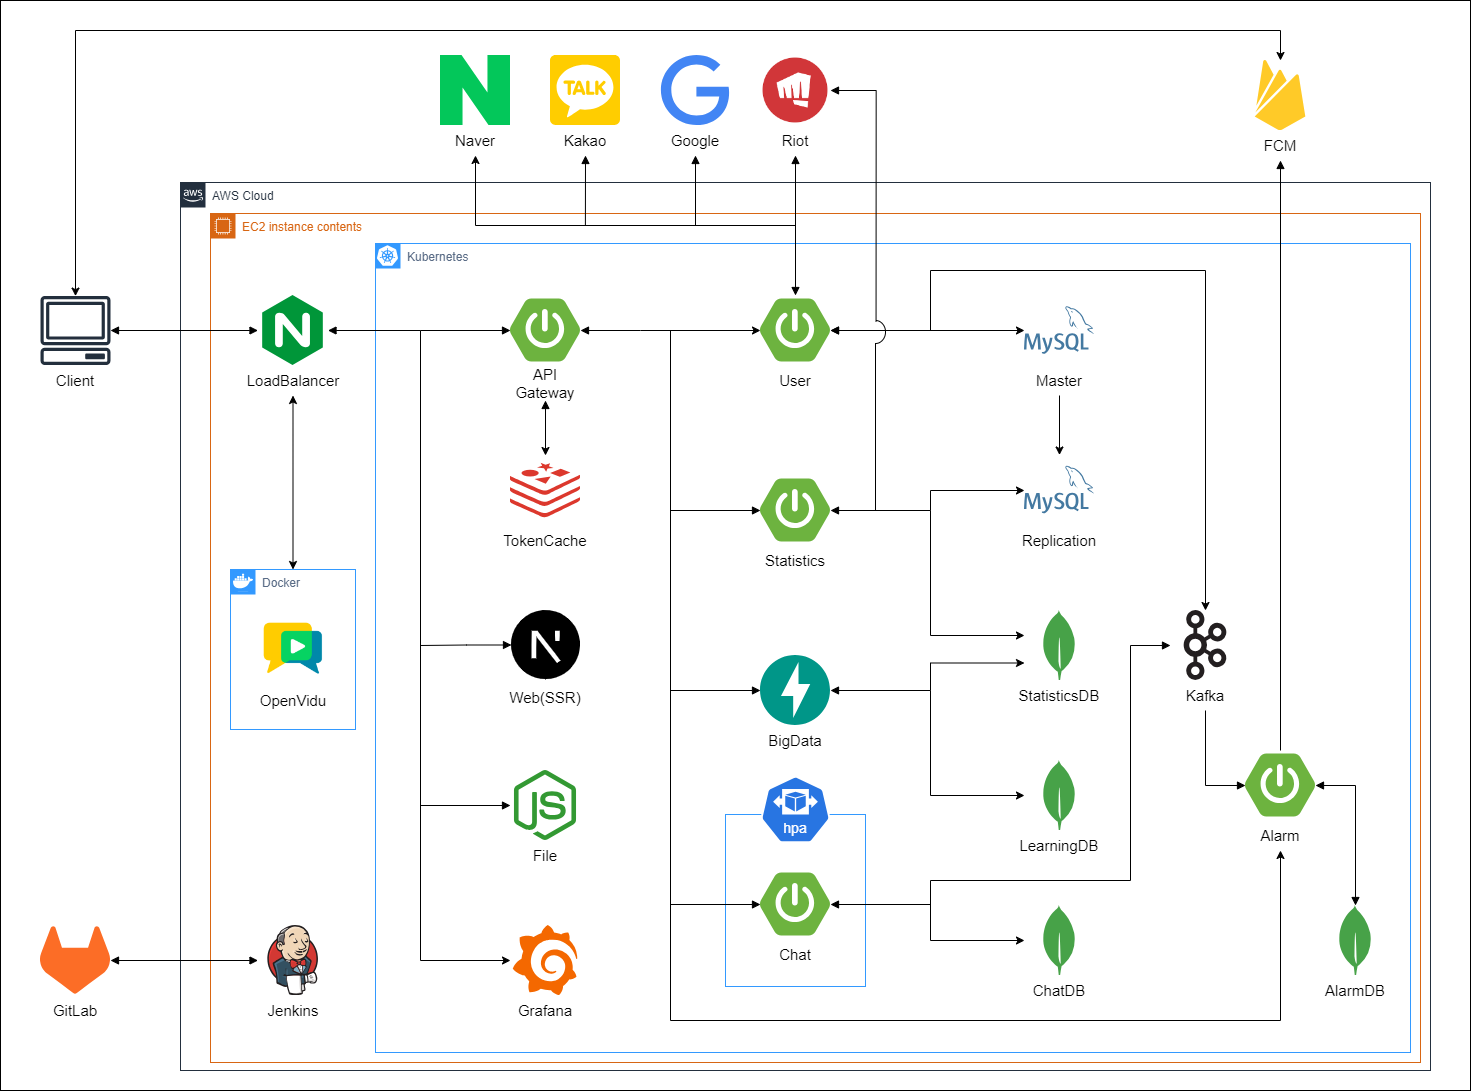 TALK
Naver
Kakao
Google
Riot
FCM
aws
AWS Cloud
EC2 instance contents
Kubernetes
Client
LoadBalancer
API
Gateway
User
MySQL
Master
TokenCache
Statistics
MySQL
Replication
Docker
OpenVidu
Web(SSR)
BigData
StatisticsDB
Kafka
JS
File
hpa
LearningDB
Alarm
GitLab
Jenkins
Grafana
Chat
ChatDB
AlarmDB